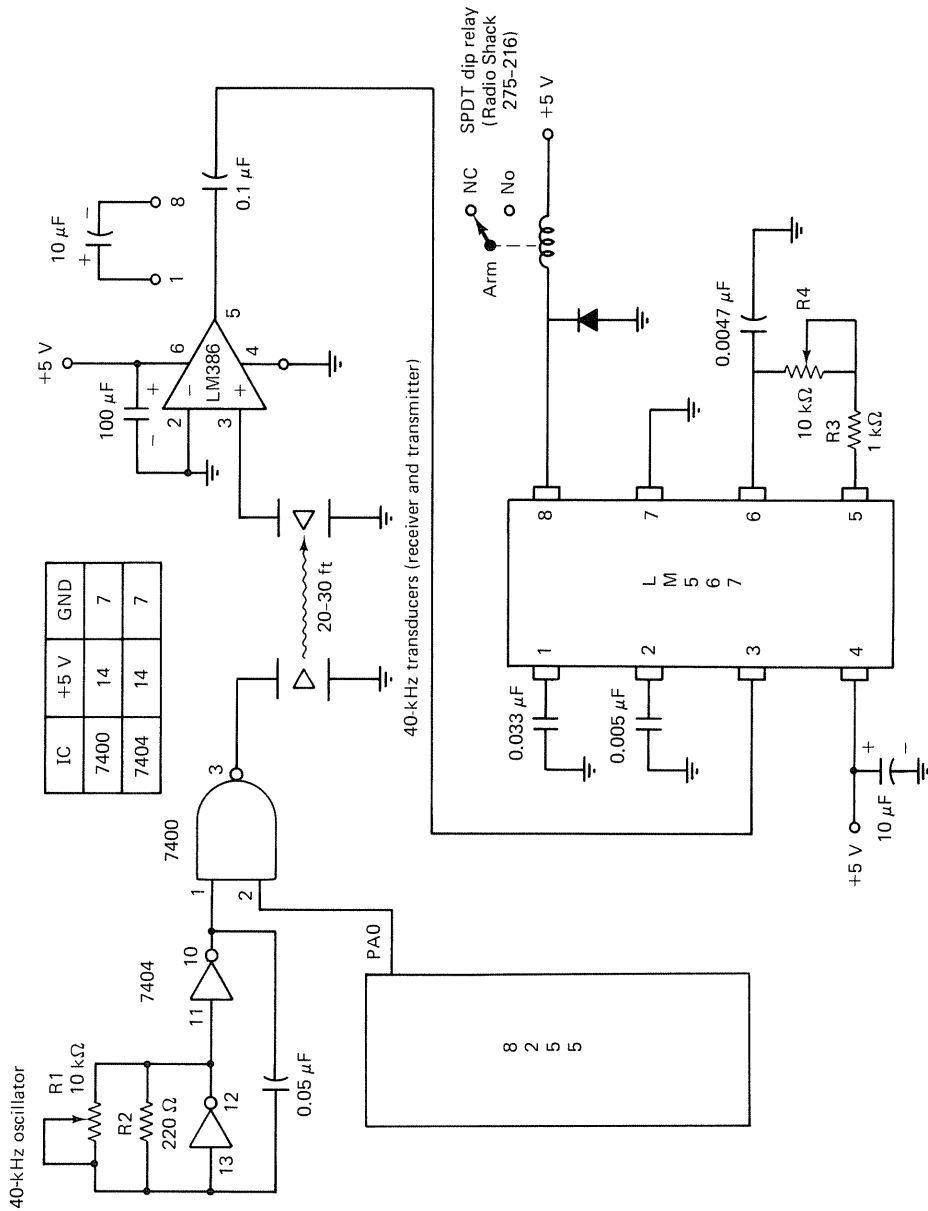 40-kHz oscillator
R1
10 kΩ
R2
220 Ω
13
12
11
10
7404
0.05 μF
1
2
7400
3
PA0
8
2
5
5
IC +5 V GND
7400 14 7
7404 14 7
20–30 ft
40-kHz transducers (receiver and transmitter)
+5 V
100 μF
–
+
2
3
–
+
LM386
6
4
5
10 μF
+
–
1
8
0.1 μF
SPDT dip relay
(Radio Shack
275–216)
Arm
NC
No
+5 V
0.033 μF
0.005 μF
+5 V
10 μF
+
–
1
2
3
4
L
M
5
6
7
8
7
6
5
0.0047 μF
10 kΩ
R4
R3
1 kΩ